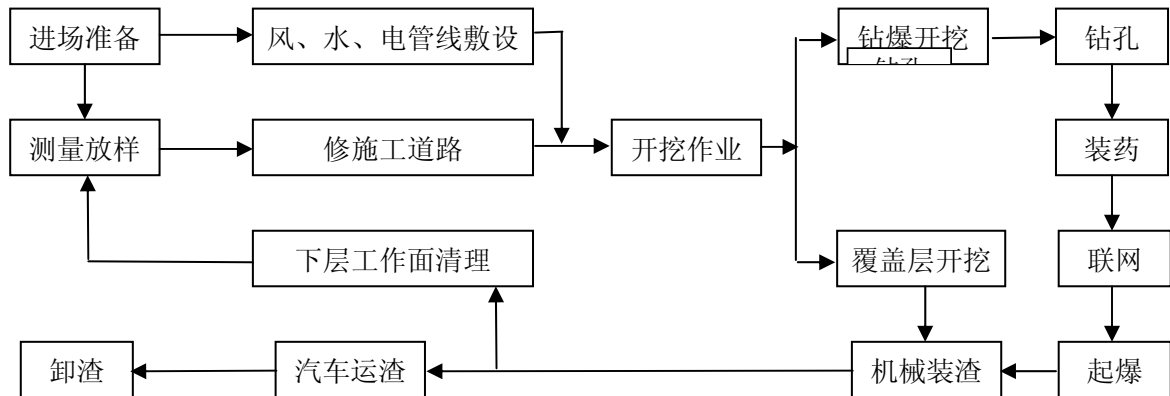 进场准备
风、水、电管线敷设
钻爆开挖
钻孔
测量放样
修施工道路
开挖作业
装药
下层工作面清理
覆盖层开挖
联网
卸渣
汽车运渣
机械装渣
起爆